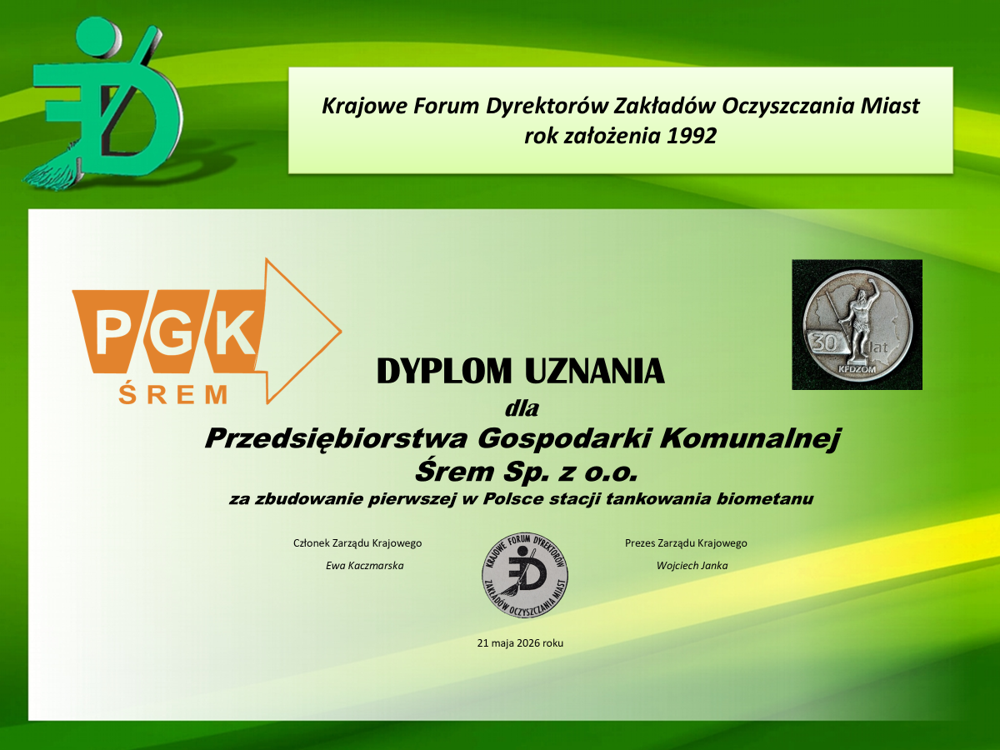 Krajowe Forum Dyrektorów Zakładów Oczyszczania Miast
rok założenia 1992
PGK
ŚREM
30 lat
KFDZOM
DYPLOM UZNANIA
dla
Przedsiębiorstwa Gospodarki Komunalnej
Śrem Sp. z o.o.
za zbudowanie pierwszej w Polsce stacji tankowania biometanu
Członek Zarządu Krajowego
Ewa Kaczmarska
KRAJOWE FORUM DYREKTORÓW
ZAKŁADÓW OCZYSZCZANIA MIAST
Prezes Zarządu Krajowego
Wojciech Janka
21 maja 2026 roku